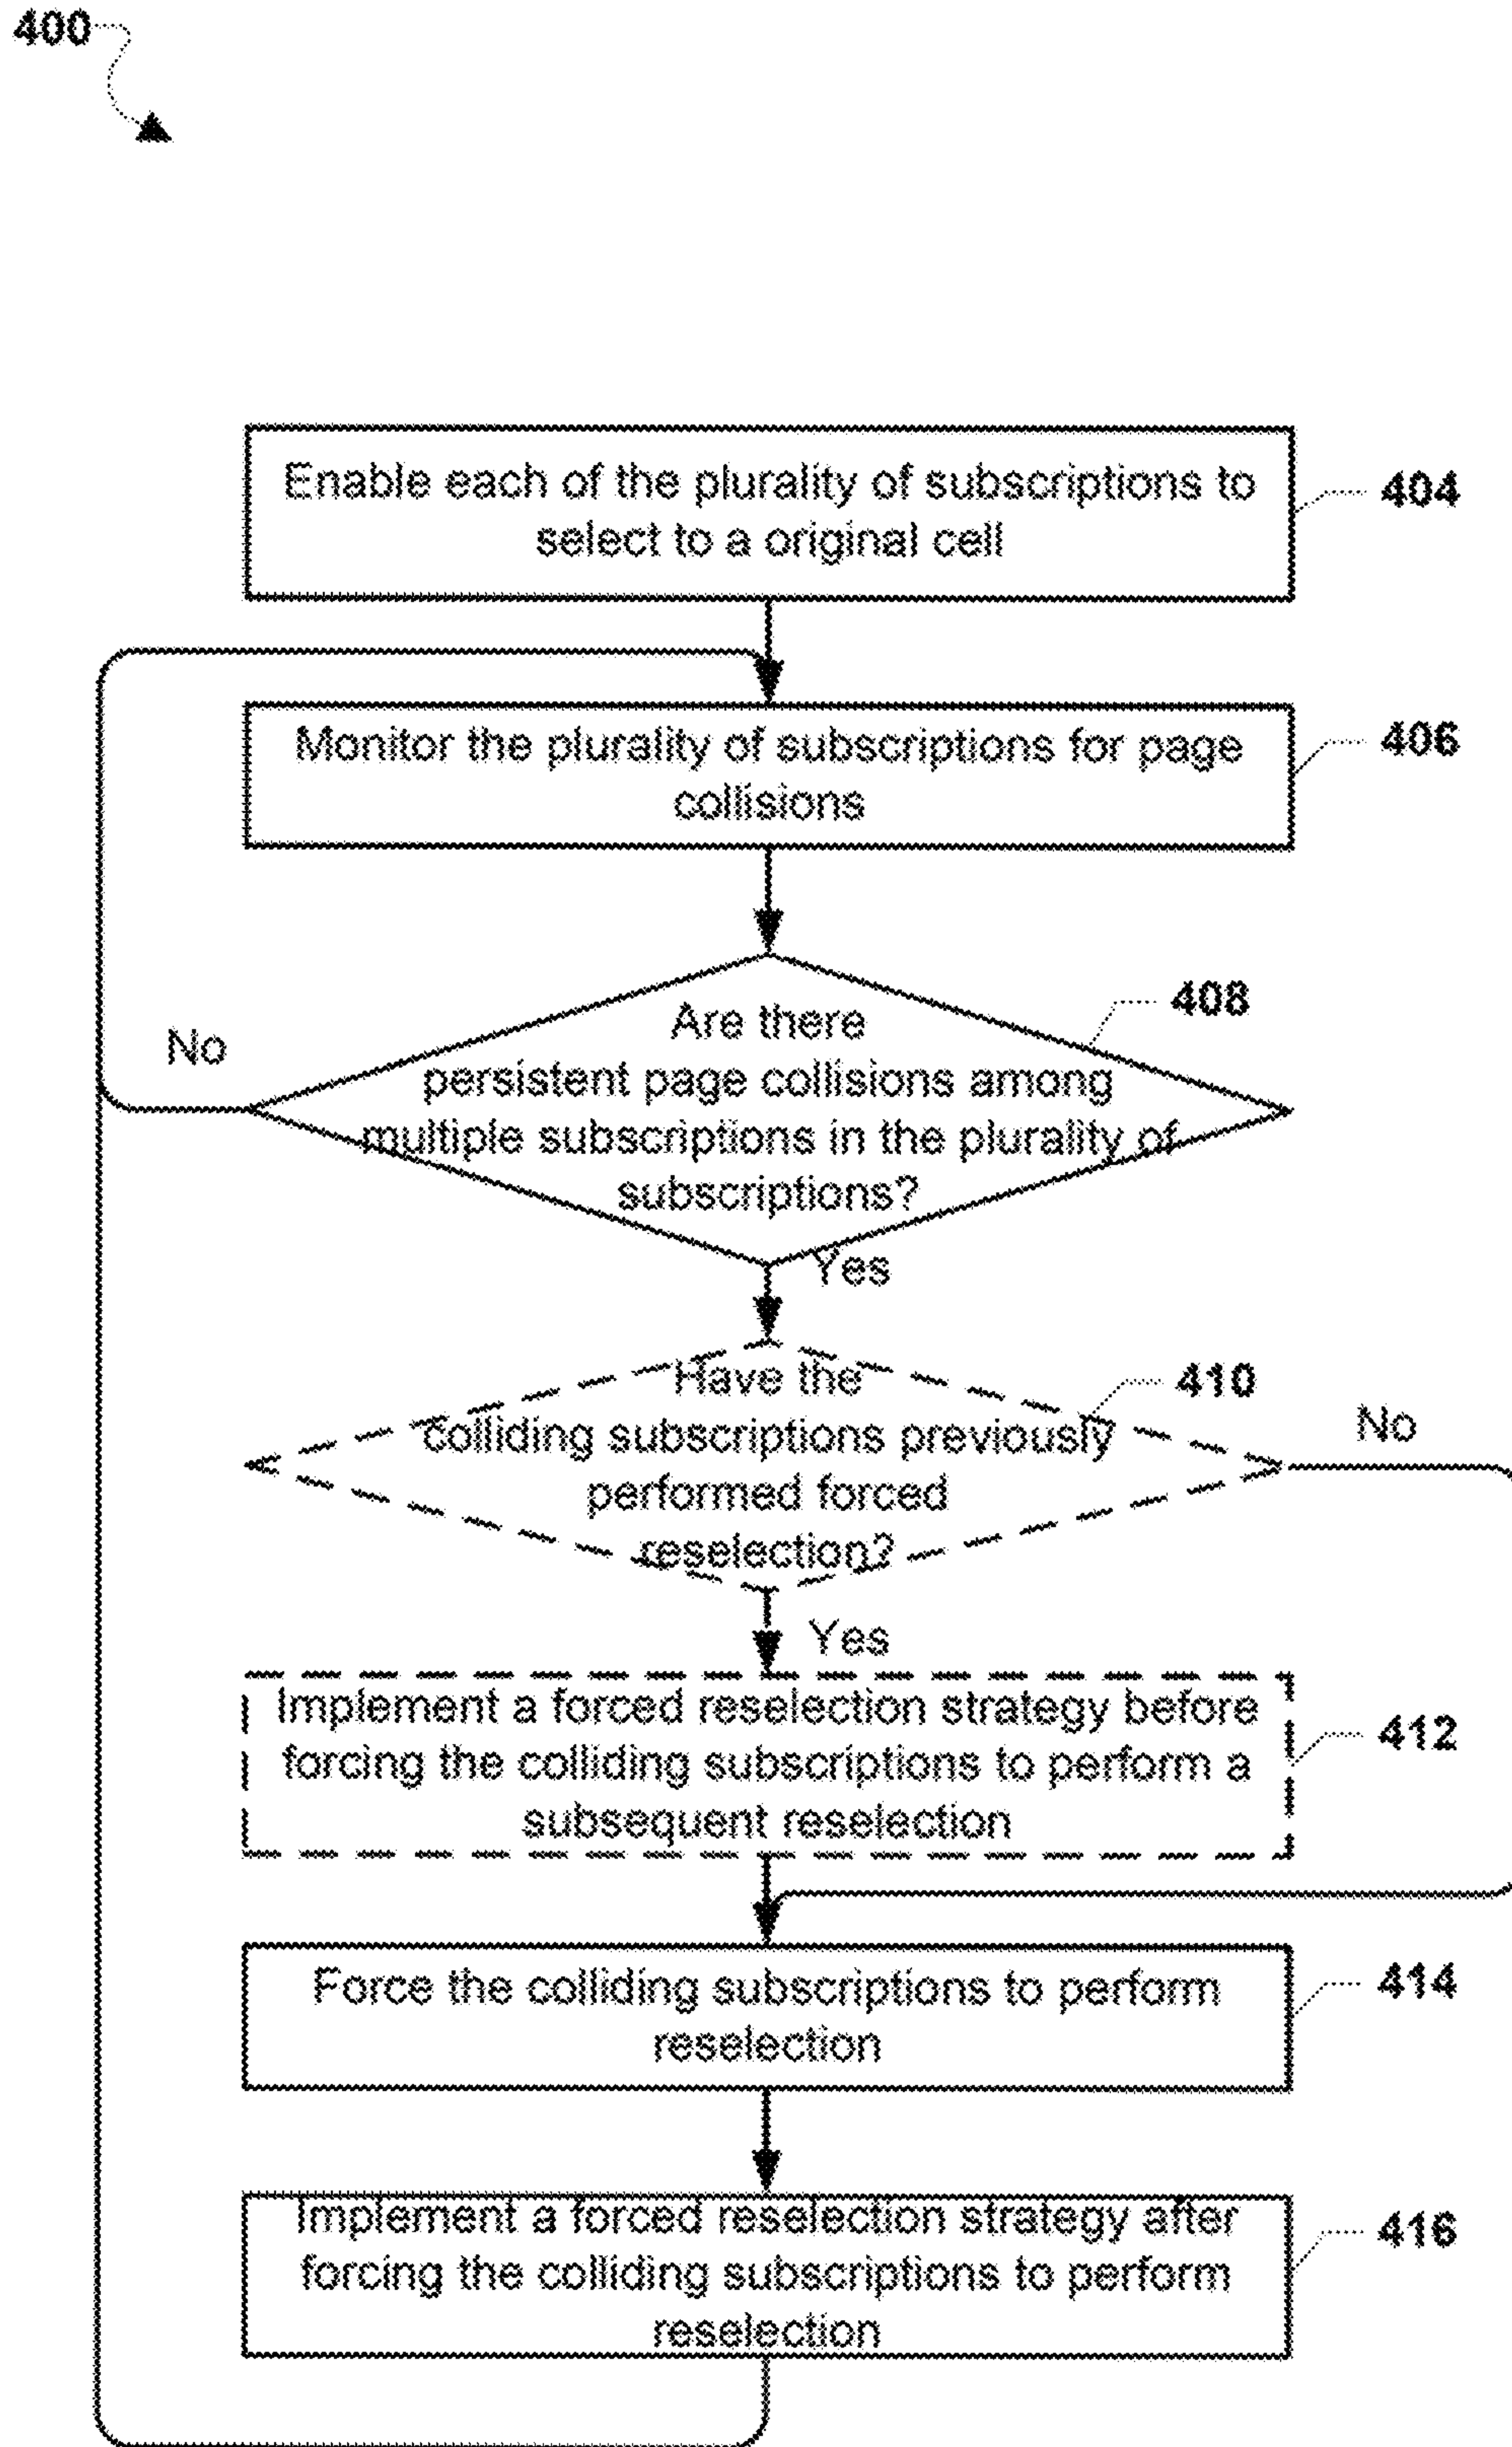 400
Enable each of the plurality of subscriptions to
select to a original cell
404
Monitor the plurality of subscriptions for page
collisions
406
Are there
persistent page collisions among
multiple subscriptions in the plurality of
subscriptions?
408
No
Yes
Have the
colliding subscriptions previously
performed forced
reselection?
410
No
Yes
Implement a forced reselection strategy before
forcing the colliding subscriptions to perform a
subsequent reselection
412
Force the colliding subscriptions to perform
reselection
414
Implement a forced reselection strategy after
forcing the colliding subscriptions to perform
reselection
416